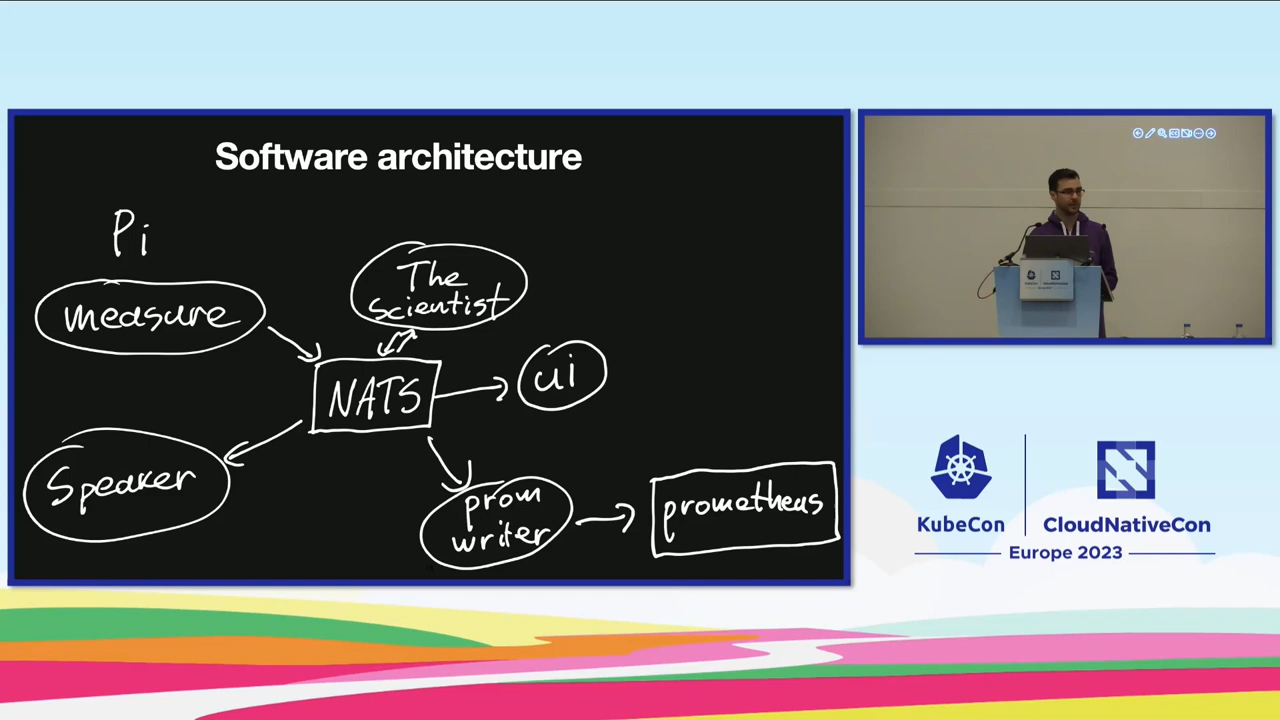 Software architecture
Pi
measure
The
scientist
NATS
ui
Speaker
prom
writer
prometheus
KubeCon
CloudNativeCon
Europe 2023